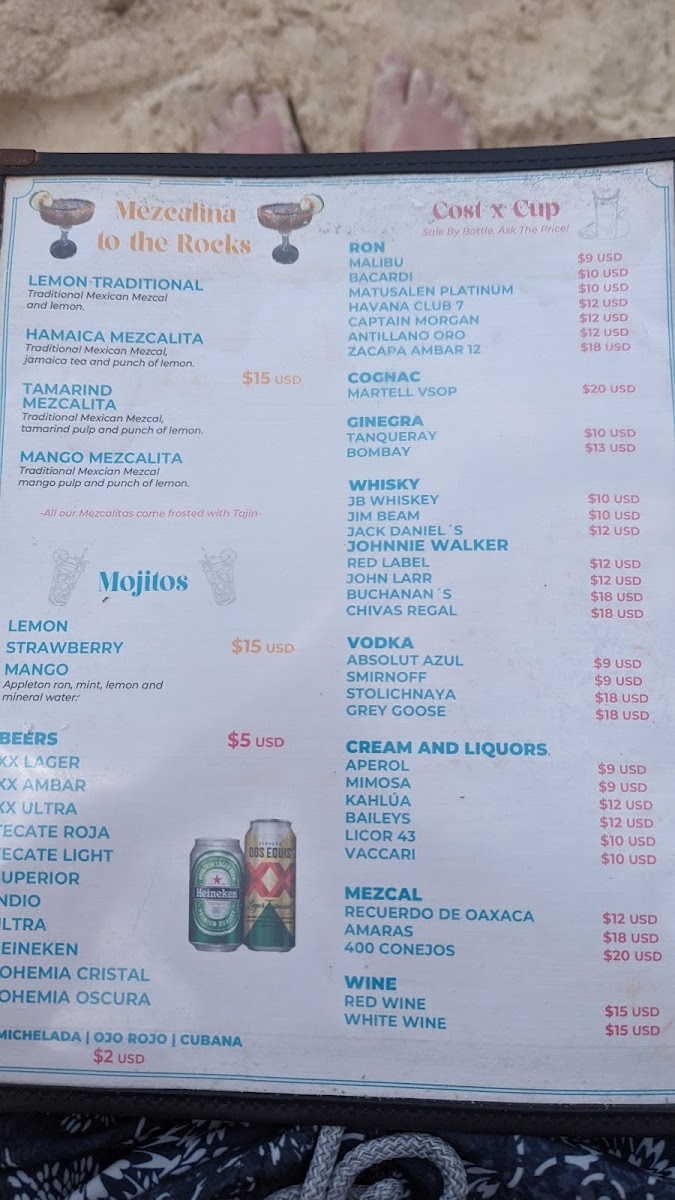 Mezcalina
to the Rocks
LEMON TRADITIONAL
Traditional Mexican Mezcal
and lemon.
HAMAICA MEZCALITA
Traditional Mexican Mezcal,
jamaica tea and punch of lemon.
$15 USD
TAMARIND
MEZCALITA
Traditional Mexican Mezcal,
tamarind pulp and punch of lemon.
MANGO MEZCALITA
Traditional Mexcian Mezcal
mango pulp and punch of lemon.
-All our Mezcalitas come frosted with Tajin-
Mojitos
LEMON
STRAWBERRY $15 USD
MANGO
Appleton ron, mint, lemon and
mineral water:
BEERS $5 USD
XX LAGER
XX AMBAR
XX ULTRA
TECATE ROJA
TECATE LIGHT
SUPERIOR
NDIO
ULTRA
HEINEKEN
OHEMIA CRISTAL
OHEMIA OSCURA
Heineken
DOS EQUIS
XX
MICHELADA | OJO ROJO | CUBANA
$2 USD
Cost x Cup
Sale By Bottle, Ask The Price!
RON
MALIBU $9 USD
BACARDI $10 USD
MATUSALEN PLATINUM $10 USD
HAVANA CLUB 7 $12 USD
CAPTAIN MORGAN $12 USD
ANTILLANO ORO $12 USD
ZACAPA AMBAR 12 $18 USD
COGNAC
MARTELL VSOP $20 USD
GINEGRA
TANQUERAY $10 USD
BOMBAY $13 USD
WHISKY
JB WHISKEY $10 USD
JIM BEAM $10 USD
JACK DANIEL´S $12 USD
JOHNNIE WALKER
RED LABEL $12 USD
JOHN LARR $12 USD
BUCHANAN´S $18 USD
CHIVAS REGAL $18 USD
VODKA
ABSOLUT AZUL $9 USD
SMIRNOFF $9 USD
STOLICHNAYA $18 USD
GREY GOOSE $18 USD
CREAM AND LIQUORS
APEROL $9 USD
MIMOSA $9 USD
KAHLÚA $12 USD
BAILEYS $12 USD
LICOR 43 $10 USD
VACCARI $10 USD
MEZCAL
RECUERDO DE OAXACA $12 USD
AMARAS $18 USD
400 CONEJOS $20 USD
WINE
RED WINE $15 USD
WHITE WINE $15 USD